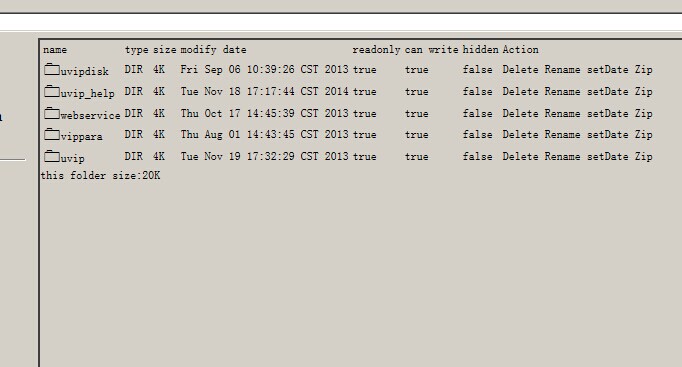 name type size modify date readonly can write hidden Action
uvipdisk DIR 4K Fri Sep 06 10:39:26 CST 2013 true true false Delete Rename setDate Zip
uvip_help DIR 4K Tue Nov 18 17:17:44 CST 2014 true true false Delete Rename setDate Zip
webservice DIR 4K Thu Oct 17 14:45:39 CST 2013 true true false Delete Rename setDate Zip
vippara DIR 4K Thu Aug 01 14:43:45 CST 2013 true true false Delete Rename setDate Zip
uvip DIR 4K Tue Nov 19 17:32:29 CST 2013 true true false Delete Rename setDate Zip
this folder size:20K